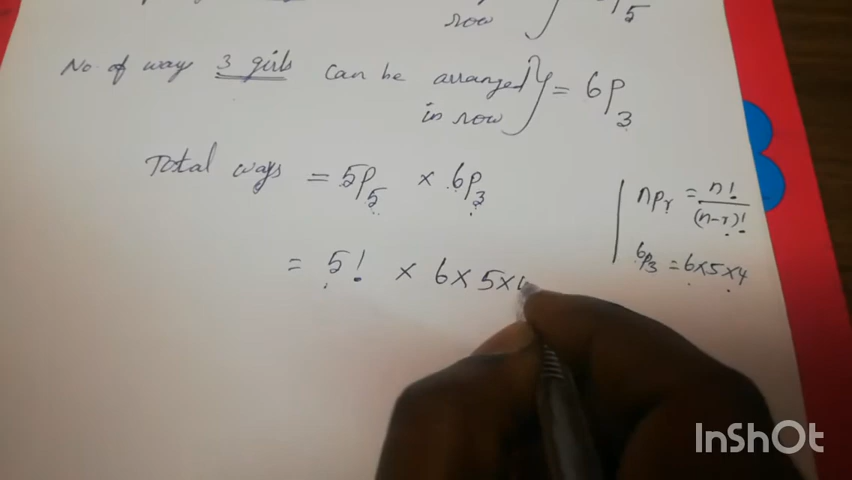 row } 5
No. of ways 3 girls can be arranged } = 6P3
in row
Total ways = 5P5 × 6P3
= 5! × 6×5×4
nPr = n!/(n-r)!
6P3 = 6×5×4
InShOt